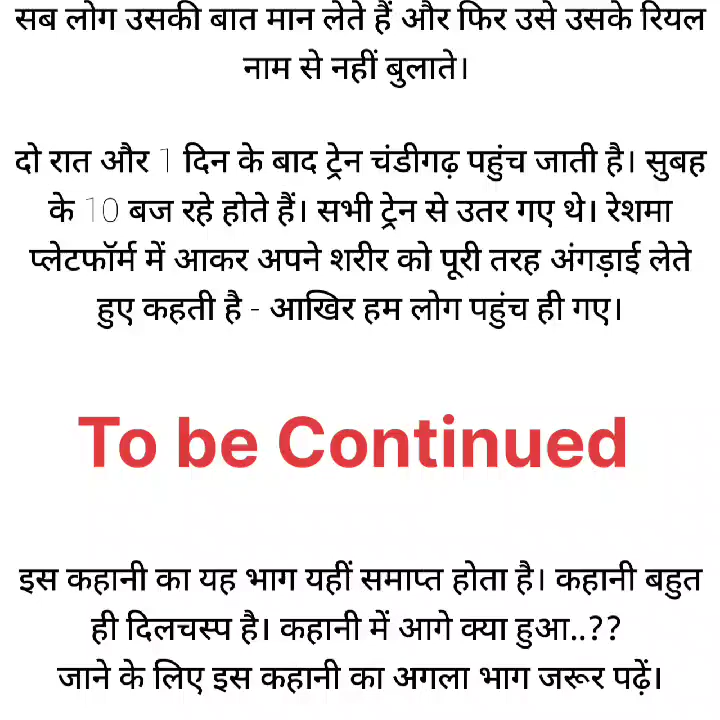 सब लोग उसकी बात मान लेते हैं और फिर उसे उसके रियल
नाम से नहीं बुलाते।
दो रात और 1 दिन के बाद ट्रेन चंडीगढ़ पहुंच जाती है। सुबह
के 10 बज रहे होते हैं। सभी ट्रेन से उतर गए थे। रेशमा
प्लेटफॉर्म में आकर अपने शरीर को पूरी तरह अंगड़ाई लेते
हुए कहती है - आखिर हम लोग पहुंच ही गए।
To be Continued
इस कहानी का यह भाग यहीं समाप्त होता है। कहानी बहुत
ही दिलचस्प है। कहानी में आगे क्या हुआ..??
जाने के लिए इस कहानी का अगला भाग जरूर पढ़ें।